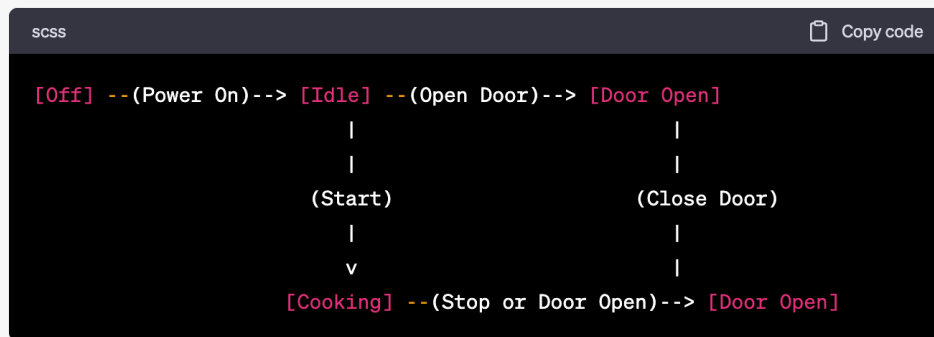 scss Copy code
[Off] --(Power On)--> [Idle] --(Open Door)--> [Door Open]
                       |                           |
                       |                           |
                    (Start)                 (Close Door)
                       |                           |
                       v                           |
                  [Cooking] --(Stop or Door Open)--> [Door Open]